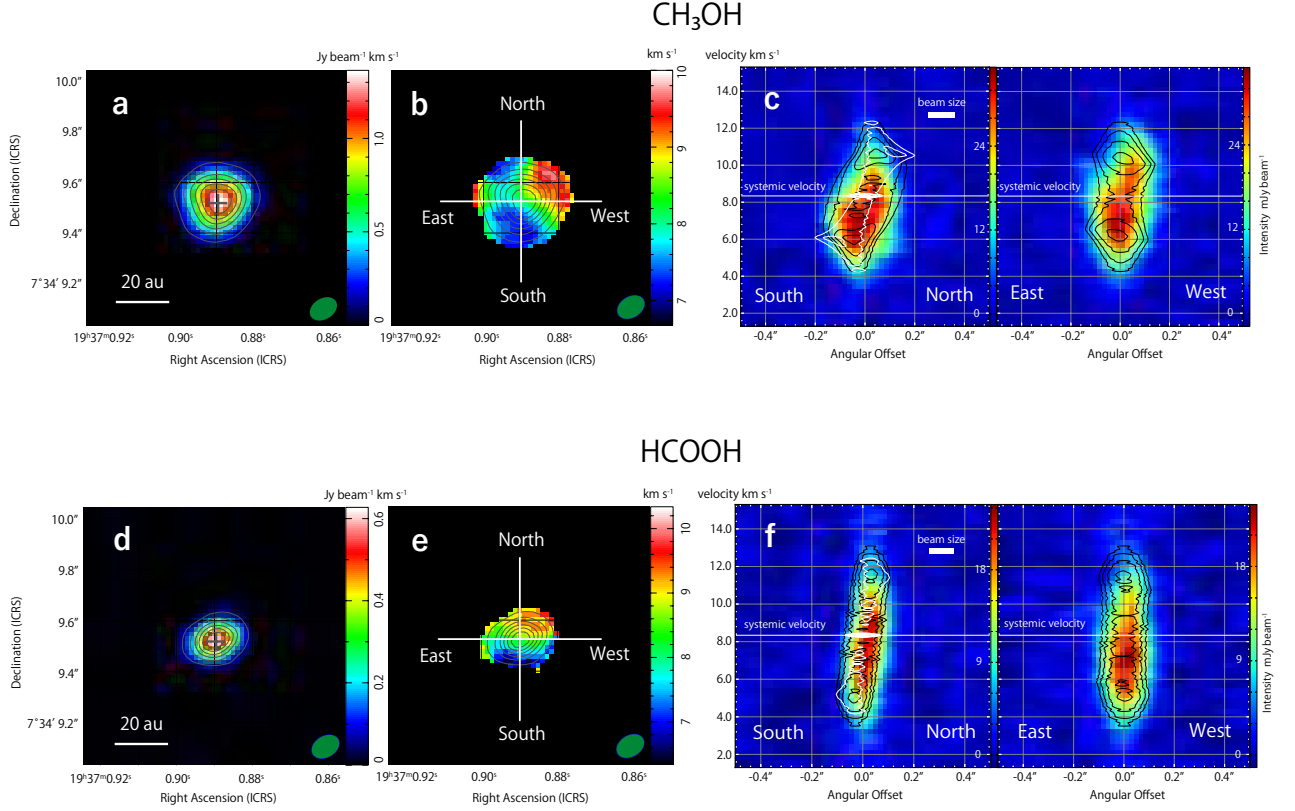 CH₃OH
Jy beam⁻¹ km s⁻¹
km s⁻¹
velocity km s⁻¹
a
b
c
10.0″
9.8″
9.6″
9.4″
7°34′ 9.2″
Declination (ICRS)
20 au
1.0
0.5
0
North
East
West
South
10
9
8
7
19ʰ37ᵐ0.92ˢ
0.90ˢ
0.88ˢ
0.86ˢ
Right Ascension (ICRS)
19ʰ37ᵐ0.92ˢ
0.90ˢ
0.88ˢ
0.86ˢ
Right Ascension (ICRS)
14.0
12.0
10.0
8.0
6.0
4.0
2.0
beam size
systemic velocity
South
North
24
12
0
systemic velocity
East
West
24
12
0
Intensity mJy beam⁻¹
-0.4″ -0.2″ 0.0″ 0.2″ 0.4″
Angular Offset
-0.4″ -0.2″ 0.0″ 0.2″ 0.4″
Angular Offset
HCOOH
Jy beam⁻¹ km s⁻¹
km s⁻¹
velocity km s⁻¹
d
e
f
10.0″
9.8″
9.6″
9.4″
7°34′ 9.2″
Declination (ICRS)
20 au
0.6
0.4
0.2
0
North
East
West
South
10
9
8
7
19ʰ37ᵐ0.92ˢ
0.90ˢ
0.88ˢ
0.86ˢ
Right Ascension (ICRS)
19ʰ37ᵐ0.92ˢ
0.90ˢ
0.88ˢ
0.86ˢ
Right Ascension (ICRS)
14.0
12.0
10.0
8.0
6.0
4.0
2.0
beam size
systemic velocity
South
North
18
9
0
systemic velocity
East
West
18
9
0
Intensity mJy beam⁻¹
-0.4″ -0.2″ 0.0″ 0.2″ 0.4″
Angular Offset
-0.4″ -0.2″ 0.0″ 0.2″ 0.4″
Angular Offset